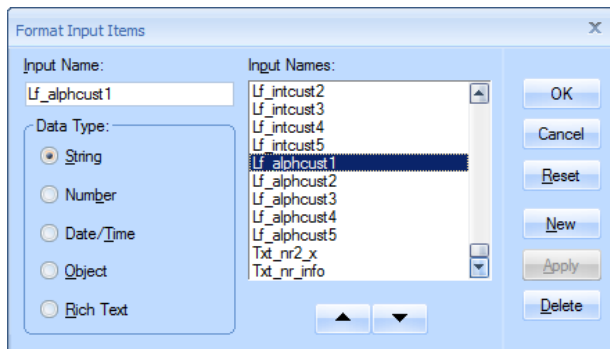 Format Input Items
Input Name:
Lf_alphcust1
Data Type:
String
Number
Date/Time
Object
Rich Text
Input Names:
Lf_intcust2
Lf_intcust3
Lf_intcust4
Lf_intcust5
Lf_alphcust1
Lf_alphcust2
Lf_alphcust3
Lf_alphcust4
Lf_alphcust5
Txt_nr2_x
Txt_nr_info
OK
Cancel
Reset
New
Apply
Delete